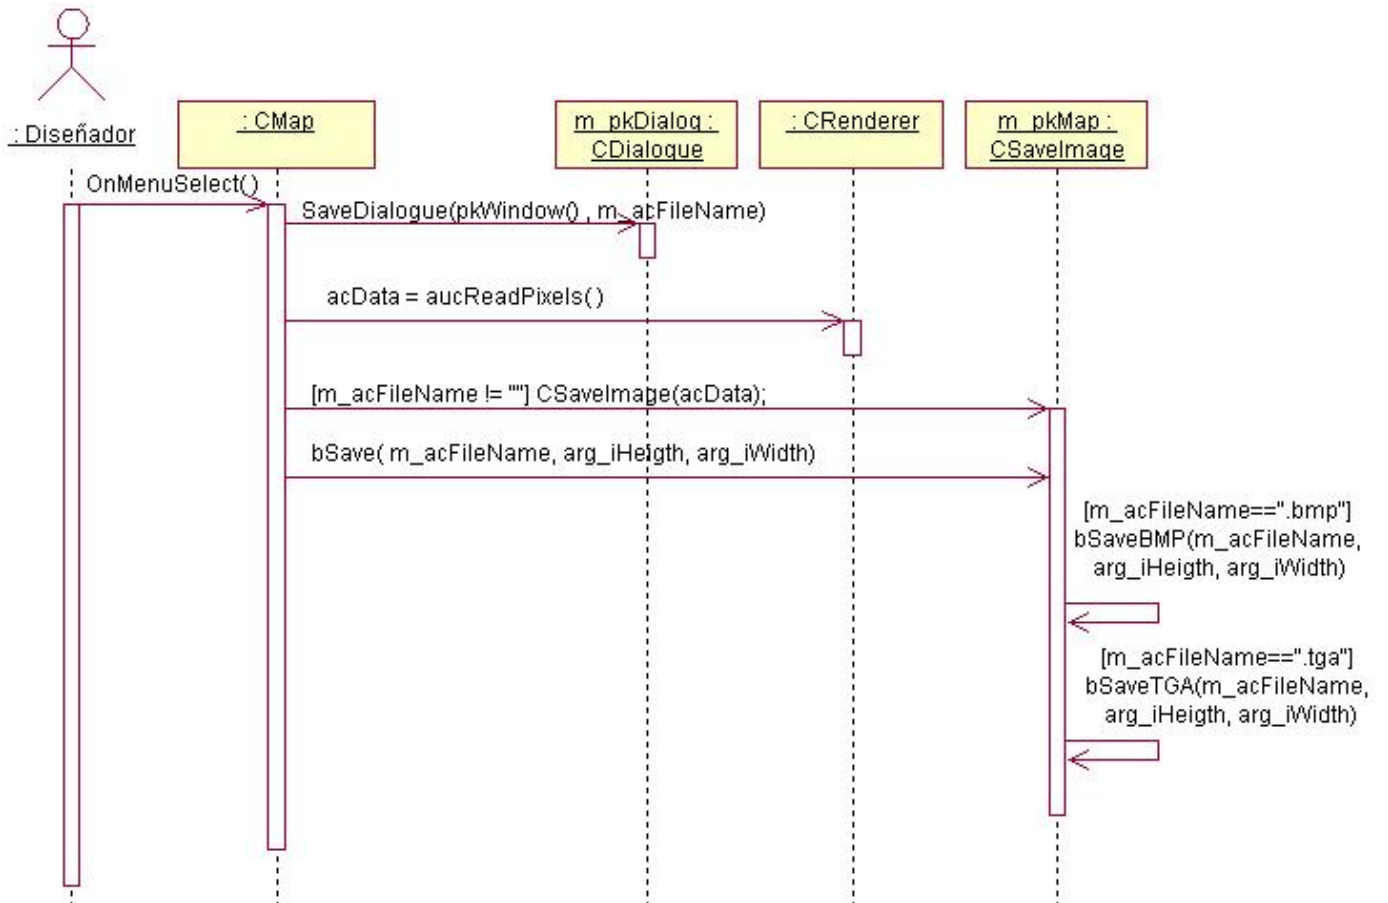 : Diseñador
: CMap
m_pkDialog :
CDialogue
: CRenderer
m_pkMap :
CSaveImage
OnMenuSelect()
SaveDialogue(pkWindow() , m_acFileName)
acData = aucReadPixels()
[m_acFileName != ""] CSaveImage(acData);
bSave( m_acFileName, arg_iHeigth, arg_iWidth)
[m_acFileName==".bmp"]
bSaveBMP(m_acFileName,
arg_iHeigth, arg_iWidth)
[m_acFileName==".tga"]
bSaveTGA(m_acFileName,
arg_iHeigth, arg_iWidth)